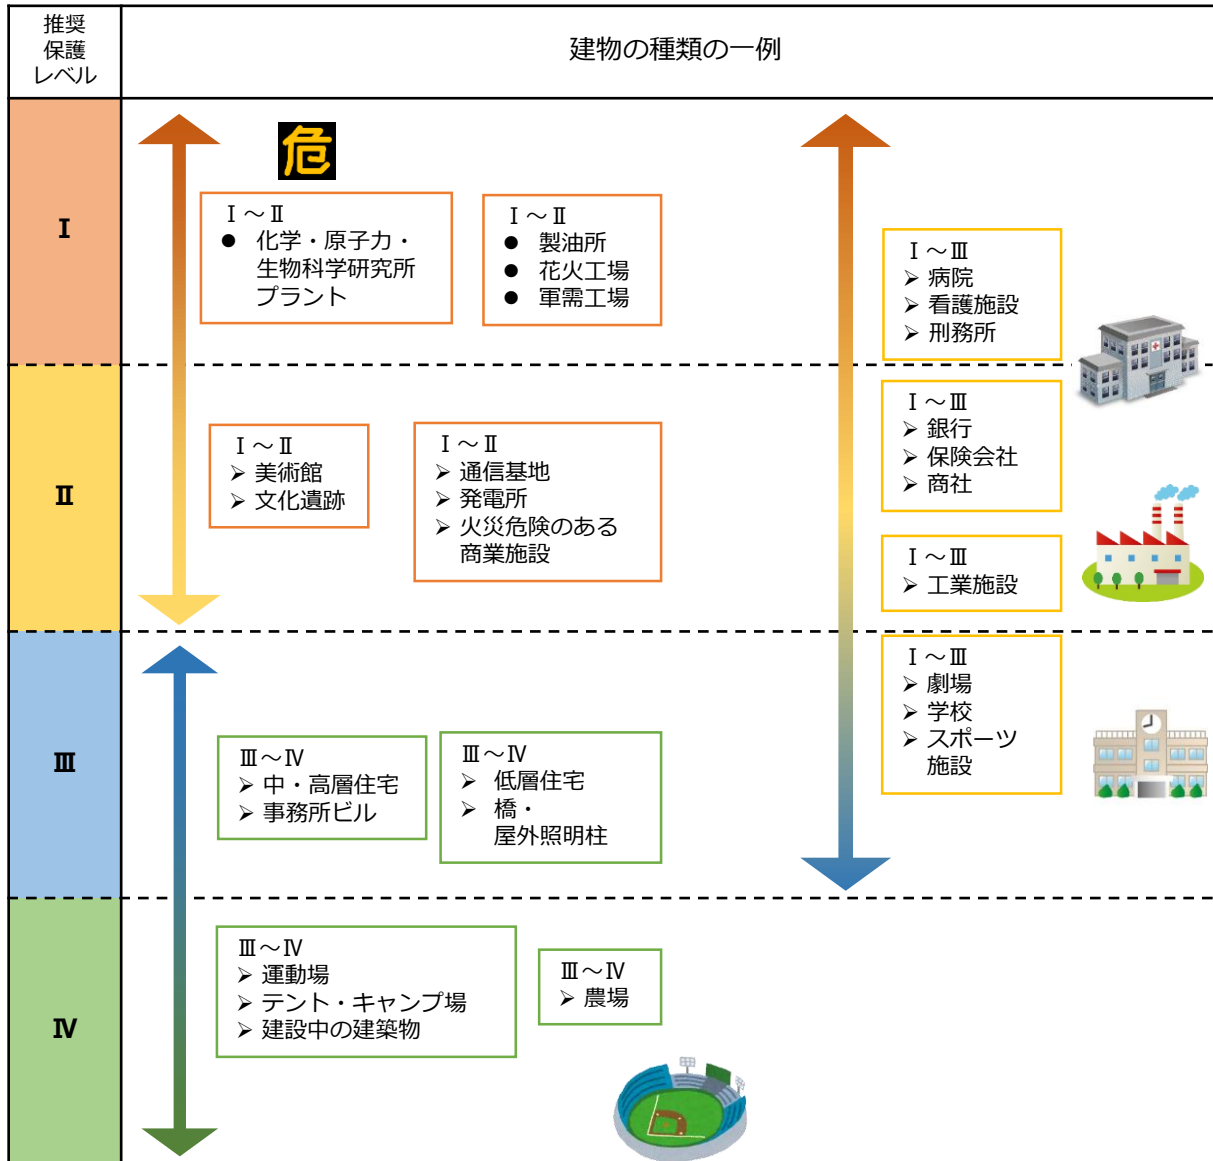 推奨
保護
レベル
建物の種類の一例
Ⅰ
危
Ⅰ～Ⅱ
● 化学・原子力・
生物科学研究所
プラント
Ⅰ～Ⅱ
● 製油所
● 花火工場
● 軍需工場
Ⅰ～Ⅲ
➢ 病院
➢ 看護施設
➢ 刑務所
Ⅱ
Ⅰ～Ⅱ
➢ 美術館
➢ 文化遺跡
Ⅰ～Ⅱ
➢ 通信基地
➢ 発電所
➢ 火災危険のある
商業施設
Ⅰ～Ⅲ
➢ 銀行
➢ 保険会社
➢ 商社
Ⅰ～Ⅲ
➢ 工業施設
Ⅲ
Ⅲ～Ⅳ
➢ 中・高層住宅
➢ 事務所ビル
Ⅲ～Ⅳ
➢ 低層住宅
➢ 橋・
屋外照明柱
Ⅰ～Ⅲ
➢ 劇場
➢ 学校
➢ スポーツ
施設
Ⅳ
Ⅲ～Ⅳ
➢ 運動場
➢ テント・キャンプ場
➢ 建設中の建築物
Ⅲ～Ⅳ
➢ 農場